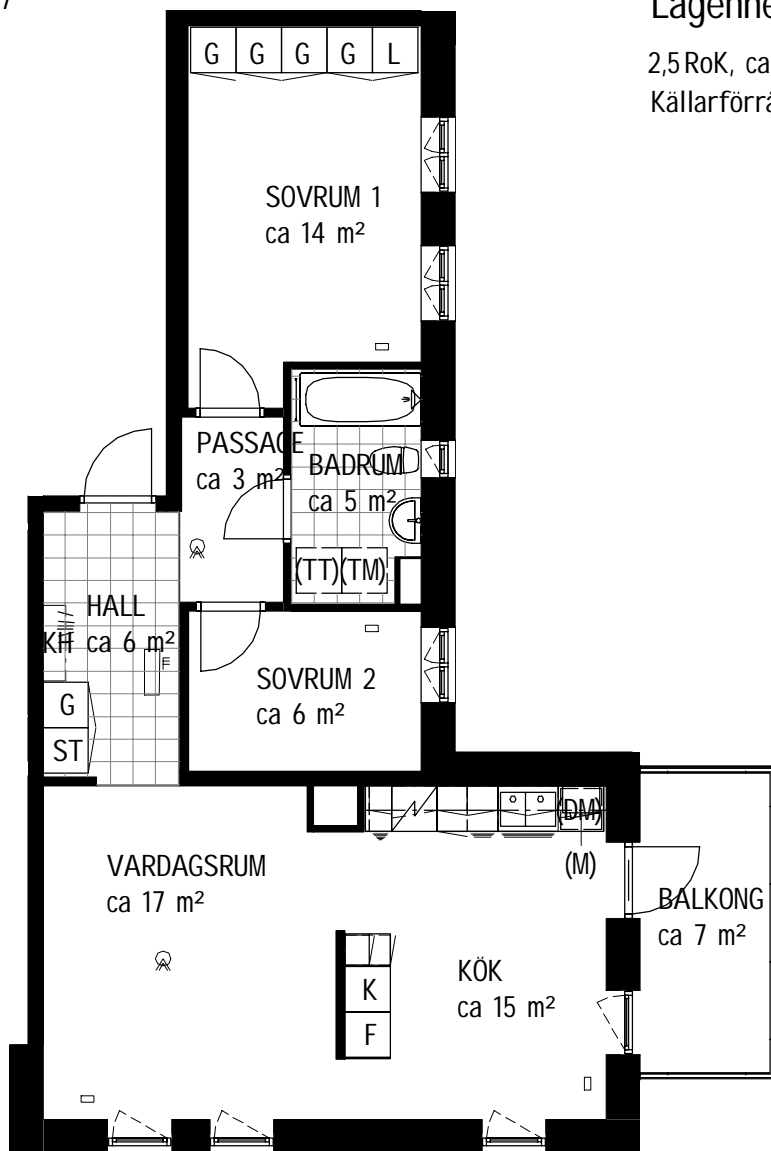 Lägenhe
2,5 RoK, ca
Källarförrå
G G G G L
SOVRUM 1
ca 14 m²
PASSAGE
ca 3 m²
BADRUM
ca 5 m²
(TT) (TM)
HALL
KH ca 6 m²
G
ST
SOVRUM 2
ca 6 m²
(DM)
(M)
VARDAGSRUM
ca 17 m²
BALKONG
ca 7 m²
K
F
KÖK
ca 15 m²